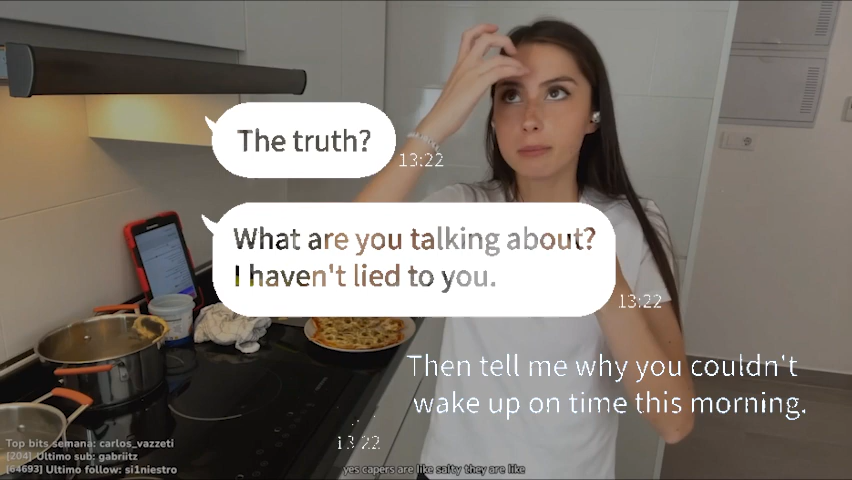 The truth?
13:22
What are you talking about?
I haven't lied to you.
13:22
Then tell me why you couldn't
wake up on time this morning.
13:22
Top bits semana: carlos_vazzeti
[204) Ultimo sub: gabriitz
[64693] Ultimo follow: si1niestro
yes capers are like salty they are like